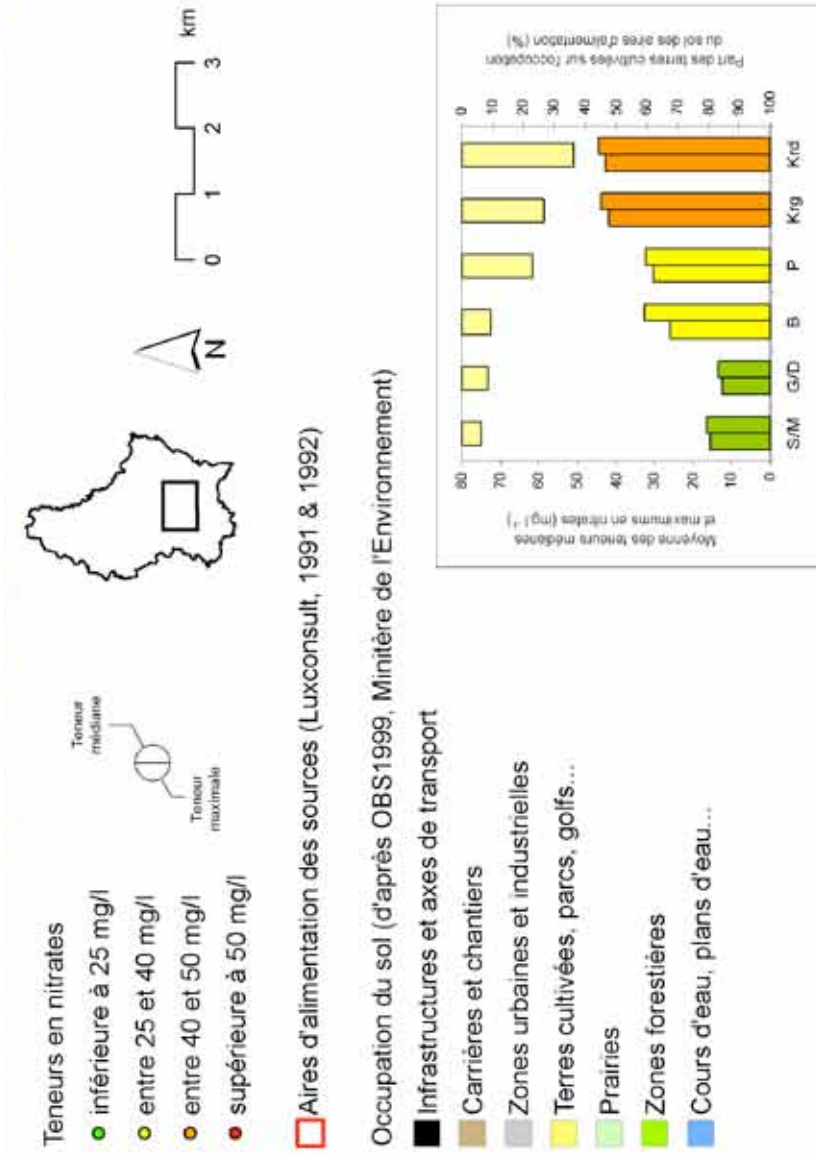 Teneurs en nitrates
inférieure à 25 mg/l
entre 25 et 40 mg/l
entre 40 et 50 mg/l
supérieure à 50 mg/l
Teneur
médiane
Teneur
maximale
N
0 1 2 3 km
Aires d'alimentation des sources (Luxconsult, 1991 & 1992)
Occupation du sol (d'après OBS1999, Minitère de l'Environnement)
Infrastructures et axes de transport
Carrières et chantiers
Zones urbaines et industrielles
Terres cultivées, parcs, golfs...
Prairies
Zones forestières
Cours d'eau, plans d'eau...
Moyenne des teneurs médianes
et maximums en nitrates (mg l⁻¹)
80
70
60
50
40
30
20
10
0
S/M G/D B P Krg Krd
0
10
20
30
40
50
60
70
80
90
100
Part des terres cultivées sur l'occupation
du sol des aires d'alimentation (%)